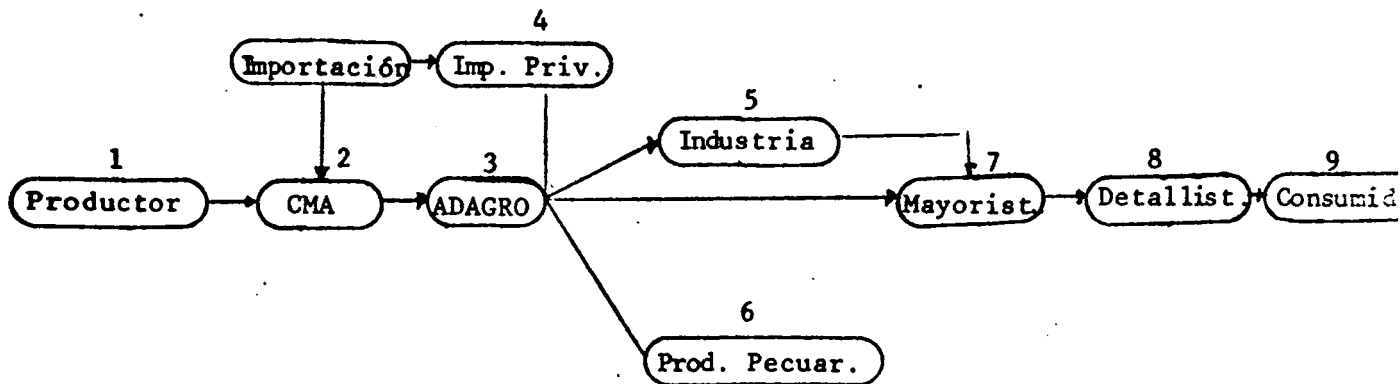 4
Importación
Imp. Priv.
5
Industria
1
2
3
7
8
9
Productor
CMA
ADAGRO
Mayorist.
Detallist.
Consumid
6
Prod. Pecuar.